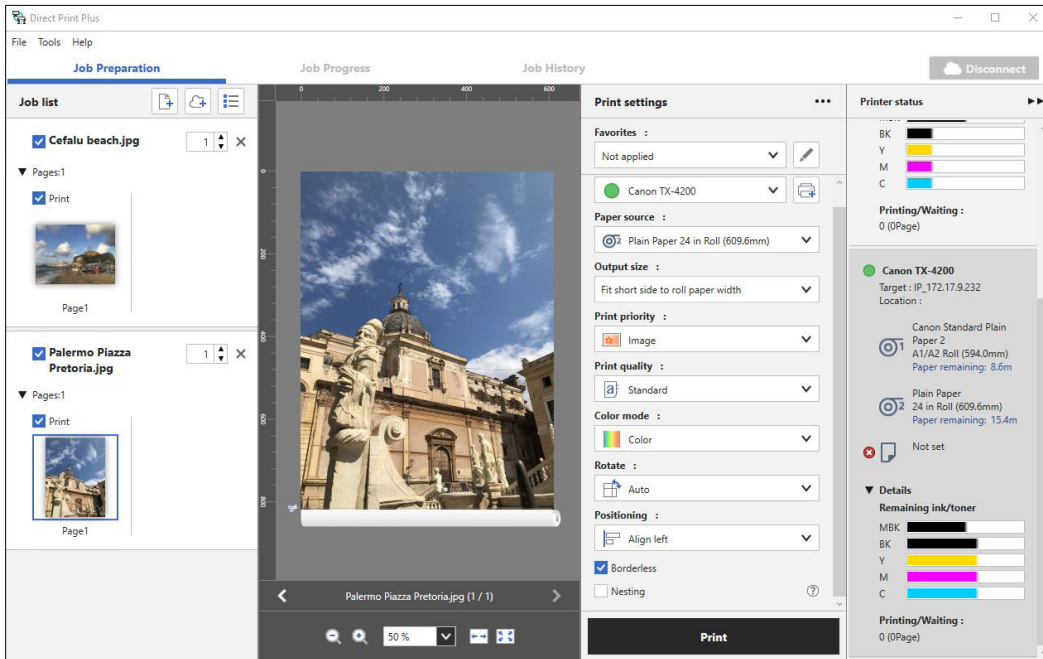 Direct Print Plus
File Tools Help
Job Preparation
Job Progress
Job History
Disconnect
Job list
Cefalu beach.jpg
1
Pages:1
Print
Page1
Palermo Piazza
Pretoria.jpg
1
Pages:1
Print
Page1
0 200 400 600
0
200
400
600
800
Palermo Piazza Pretoria.jpg (1 / 1)
50 %
Print settings
Favorites :
Not applied
Canon TX-4200
Paper source :
2 Plain Paper 24 in Roll (609.6mm)
Output size :
Fit short side to roll paper width
Print priority :
Image
Print quality :
a Standard
Color mode :
Color
Rotate :
Auto
Positioning :
Align left
Borderless
Nesting
?
Print
Printer status
MBK
BK
Y
M
C
Printing/Waiting :
0 (0Page)
Canon TX-4200
Target : IP_172.17.9.232
Location :
1
Canon Standard Plain
Paper 2
A1/A2 Roll (594.0mm)
Paper remaining: 8.6m
2
Plain Paper
24 in Roll (609.6mm)
Paper remaining: 15.4m
Not set
Details
Remaining ink/toner
MBK
BK
Y
M
C
Printing/Waiting :
0 (0Page)